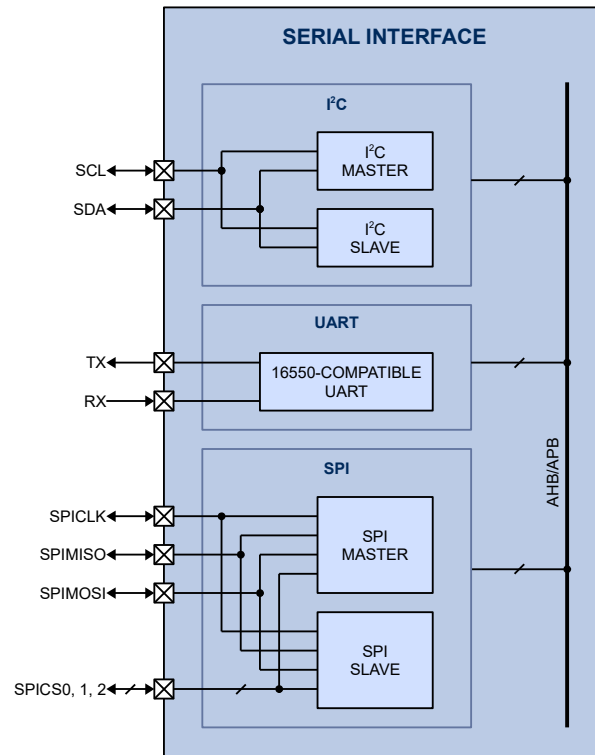 SERIAL INTERFACE
I²C
SCL
SDA
I²C
MASTER
I²C
SLAVE
UART
TX
RX
16550-COMPATIBLE
UART
AHB/APB
SPI
SPICLK
SPIMISO
SPIMOSI
SPICS0, 1, 2
SPI
MASTER
SPI
SLAVE